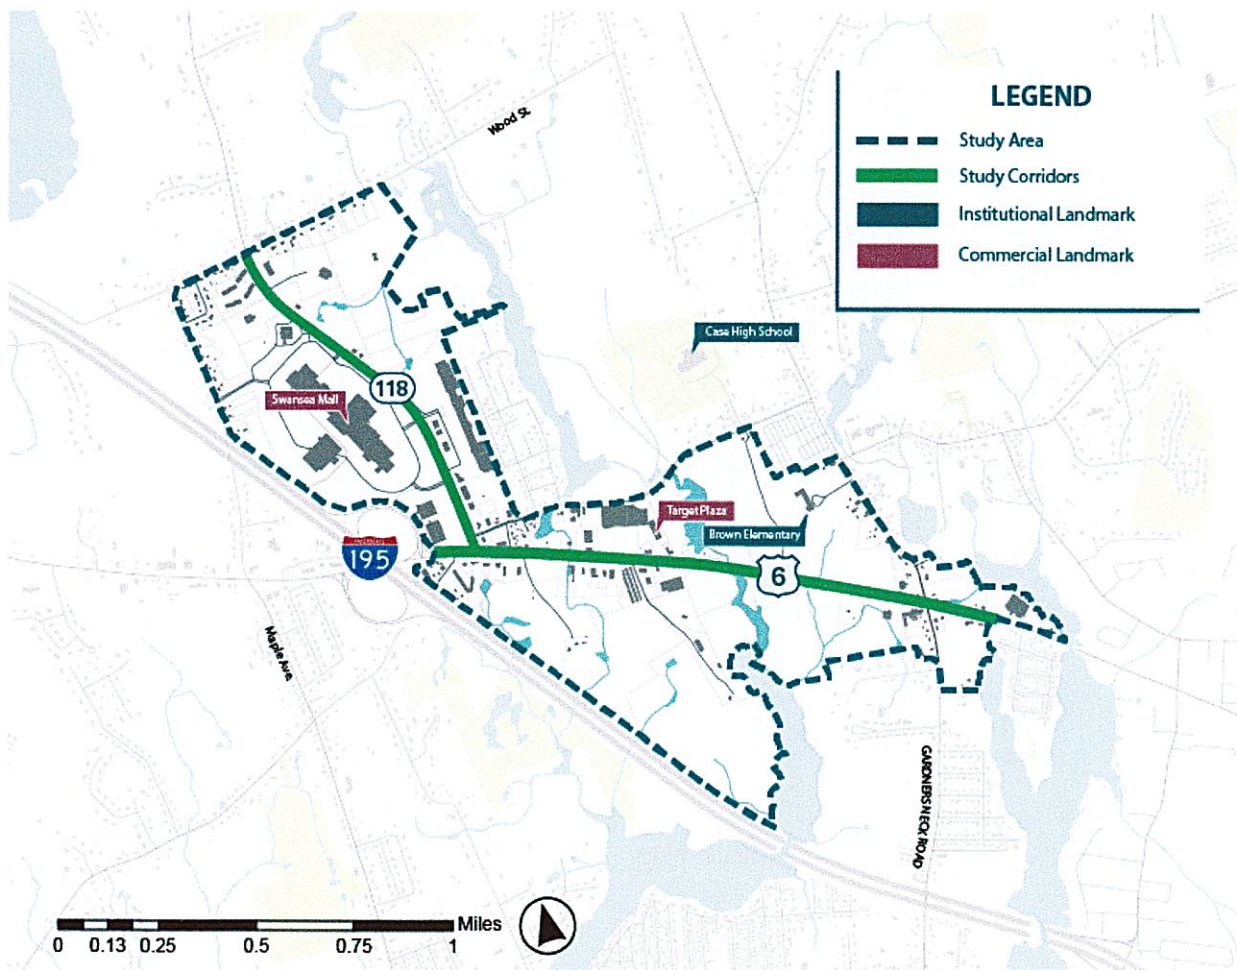 LEGEND
Study Area
Study Corridors
Institutional Landmark
Commercial Landmark
Wood St
Case High School
118
Swansea Mall
Target Plaza
Brown Elementary
INTERSTATE
195
6
Maple Ave
GARDNERS NECK ROAD
Miles
0 0.13 0.25 0.5 0.75 1